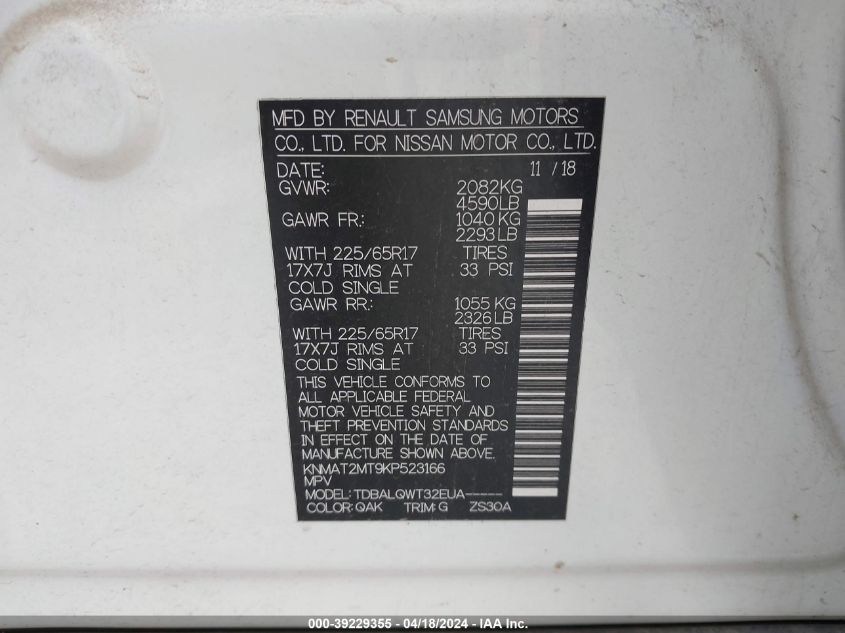 MFD BY RENAULT SAMSUNG MOTORS
CO., LTD. FOR NISSAN MOTOR CO., LTD.
DATE: 11 / 18
GVWR: 2082KG
4590LB
GAWR FR.: 1040 KG
2293 LB
WITH 225/65R17 TIRES
17X7J RIMS AT 33 PSI
COLD SINGLE
GAWR RR.: 1055 KG
2326 LB
WITH 225/65R17 TIRES
17X7J RIMS AT 33 PSI
COLD SINGLE
THIS VEHICLE CONFORMS TO
ALL APPLICABLE FEDERAL
MOTOR VEHICLE SAFETY AND
THEFT PREVENTION STANDARDS
IN EFFECT ON THE DATE OF
MANUFACTURE SHOWN ABOVE.
KNMAT2MT9KP523166
MPV
MODEL: TDBALQWT32EUA-----
COLOR: QAK TRIM: G ZS30A
000-39229355 - 04/18/2024 - IAA Inc.